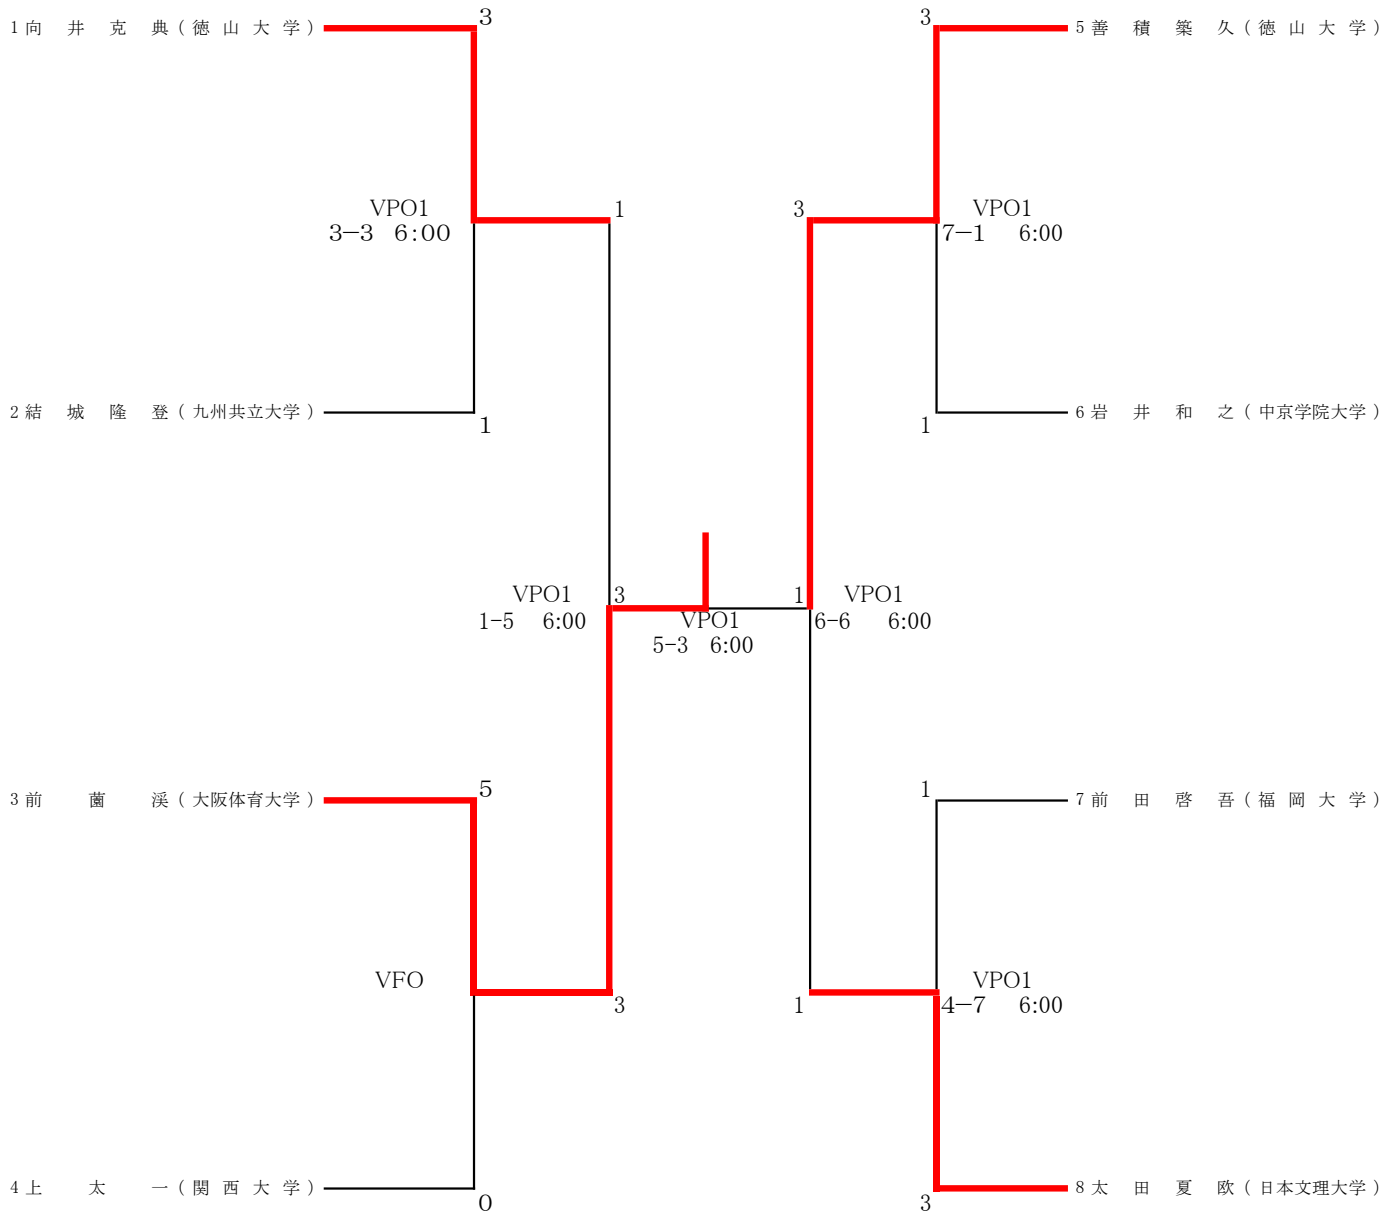 3
3
1 向 井 克 典 ( 徳 山 大 学 )
5 善 積 築 久 ( 徳 山 大 学 )
VPO1
1
3
VPO1
3-3 6:00
7-1 6:00
2 結 城 隆 登 ( 九州共立大学 )
6 岩 井 和 之 ( 中京学院大学 )
1
1
VPO1
3
1
VPO1
1-5 6:00
VPO1
6-6 6:00
5-3 6:00
5
1
3 前 薗 渓 ( 大阪体育大学 )
7 前 田 啓 吾 ( 福 岡 大 学 )
VFO
VPO1
3
1
4-7 6:00
4 上 太 一 ( 関 西 大 学 )
8 太 田 夏 欧 ( 日本文理大学 )
0
3